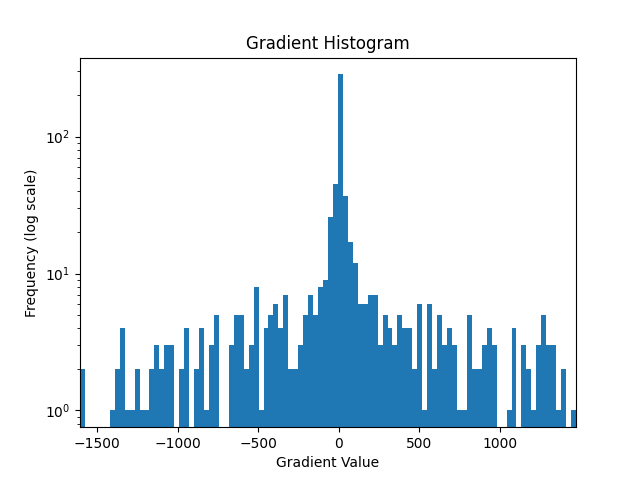 Gradient Histogram
Frequency (log scale)
10²
10¹
10⁰
−1500 −1000 −500 0 500 1000
Gradient Value